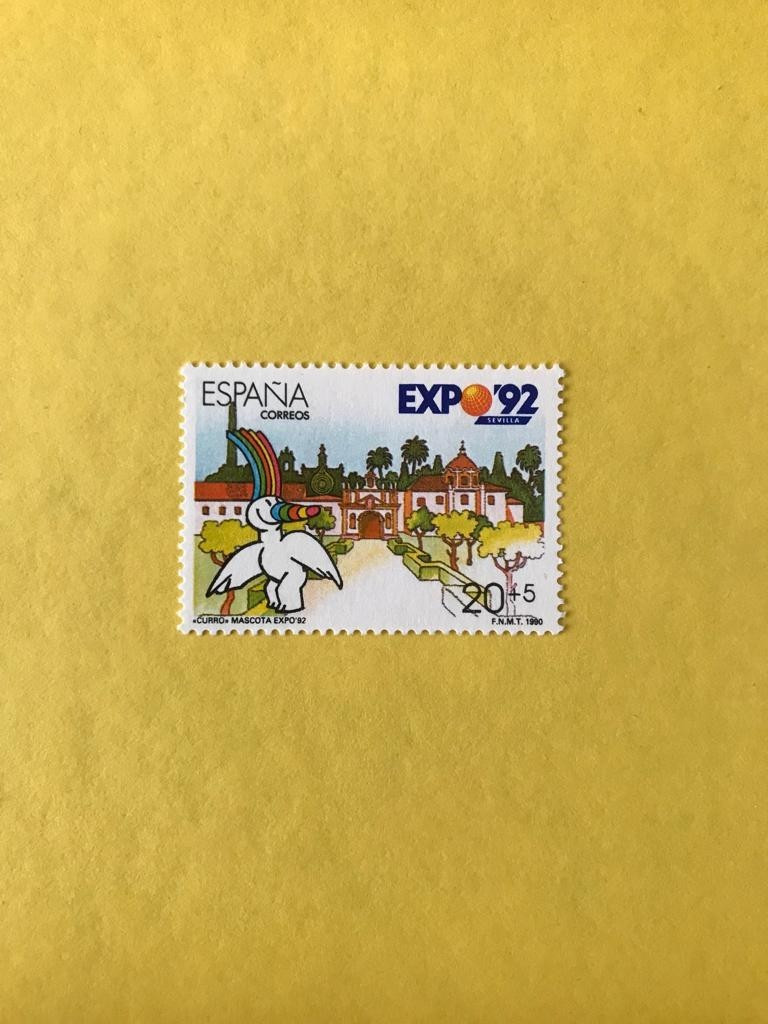 ESPAÑA
CORREOS
EXPO'92
SEVILLA
20+5
«CURRO» MASCOTA EXPO'92
F.N.M.T. 1990